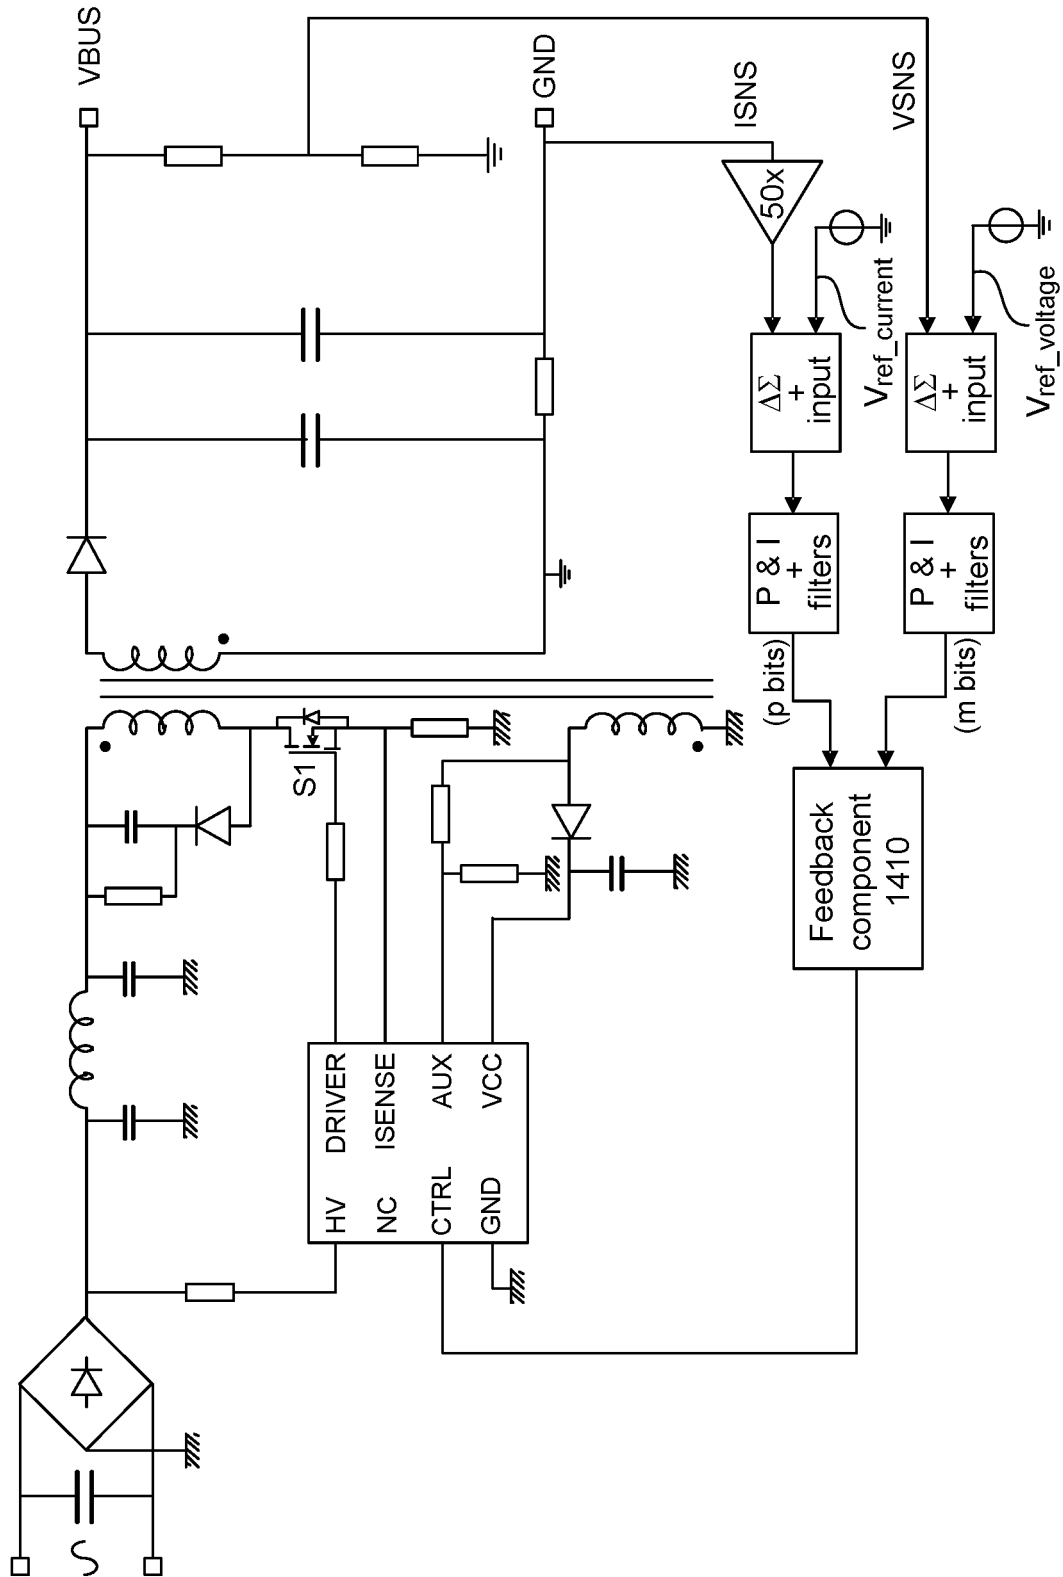 VBUS
GND
S1
HV
DRIVER
NC
ISENSE
CTRL
AUX
GND
VCC
ISNS
50x
VSNS
Feedback
component
1410
(p bits)
P & I
+
filters
ΔΣ
+
input
Vref_current
(m bits)
P & I
+
filters
ΔΣ
+
input
Vref_voltage